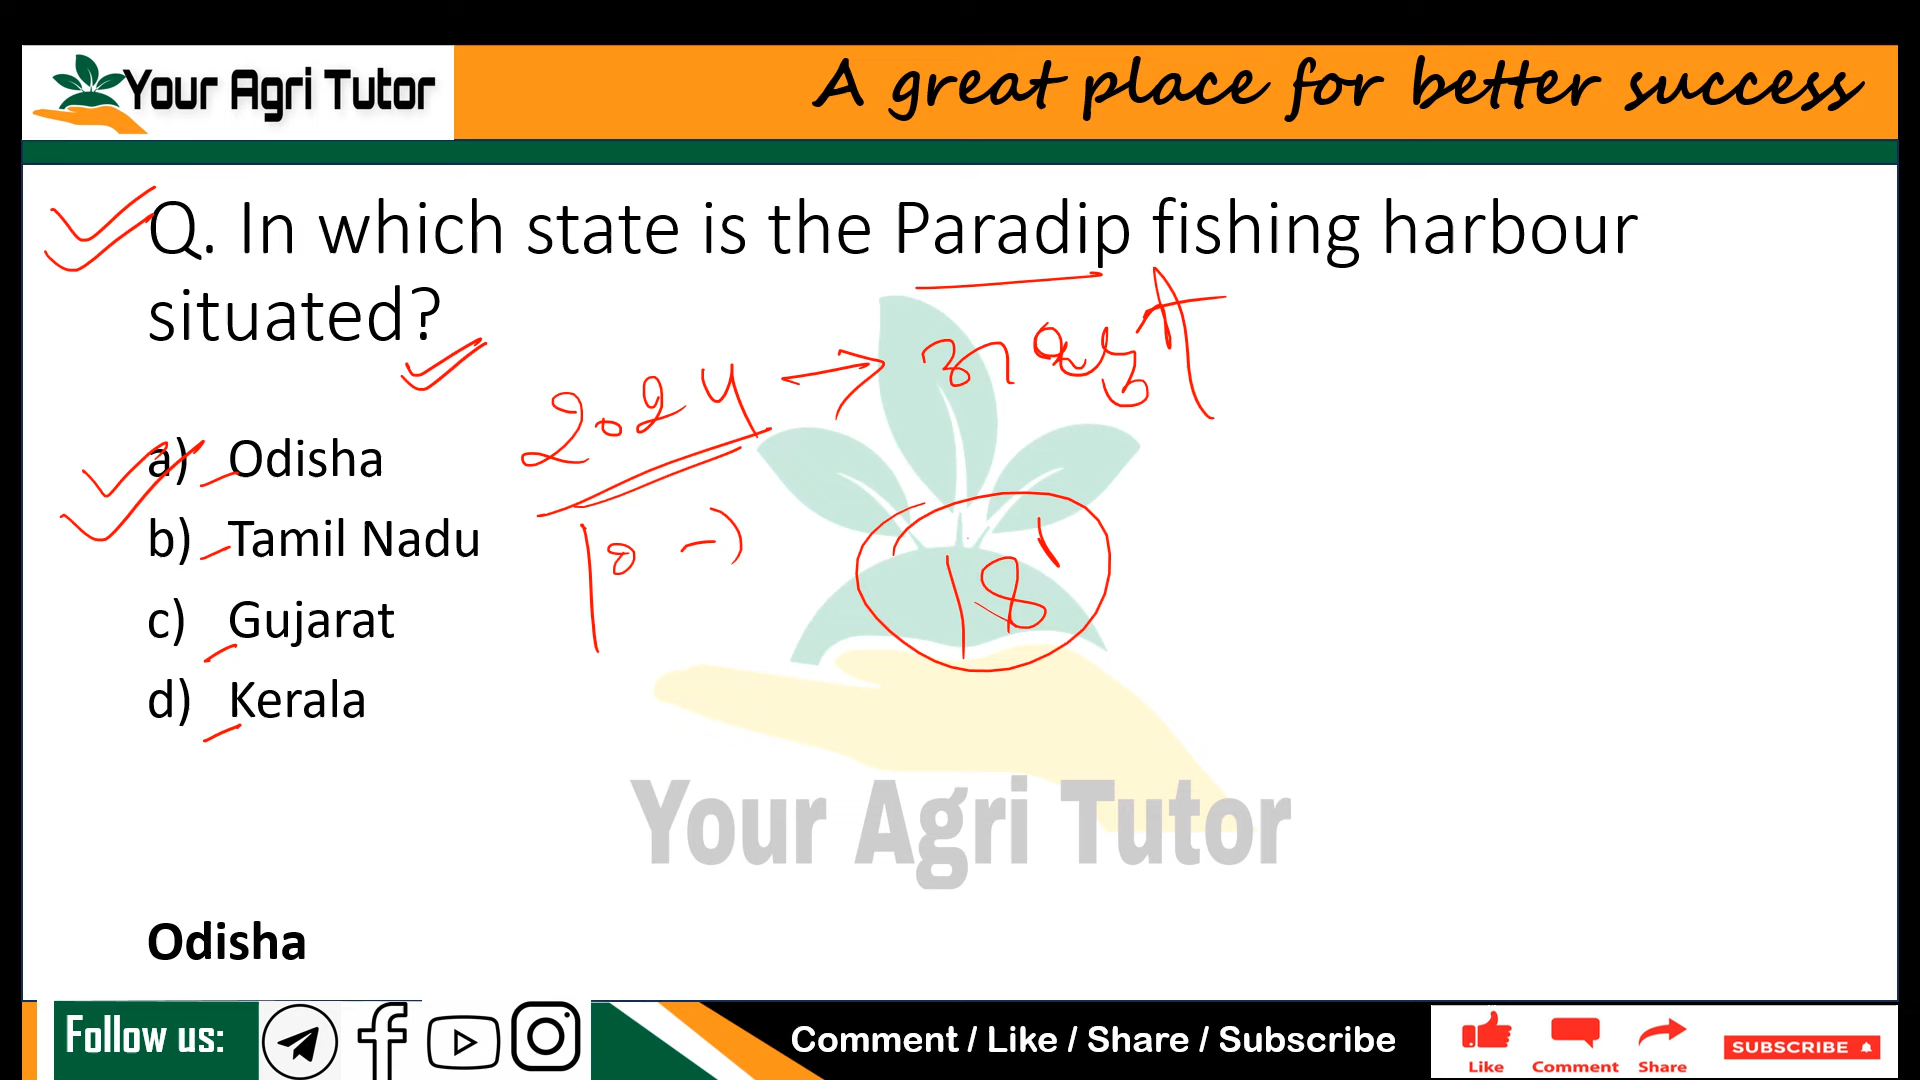 Your Agri Tutor
A great place for better success
Q. In which state is the Paradip fishing harbour
situated?
2024
a) Odisha
b) Tamil Nadu
18
c) Gujarat
d) Kerala
Your Agri Tutor
Odisha
Follow us:
Comment / Like / Share / Subscribe
Like Comment Share
SUBSCRIBE